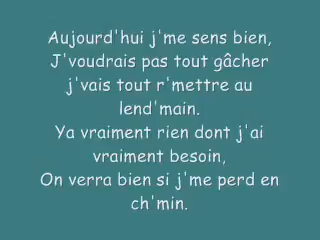 Aujourd'hui j'me sens bien,
J'voudrais pas tout gâcher
j'vais tout r'mettre au
lend'main.
Ya vraiment rien dont j'ai
vraiment besoin,
On verra bien si j'me perd en
ch'min.